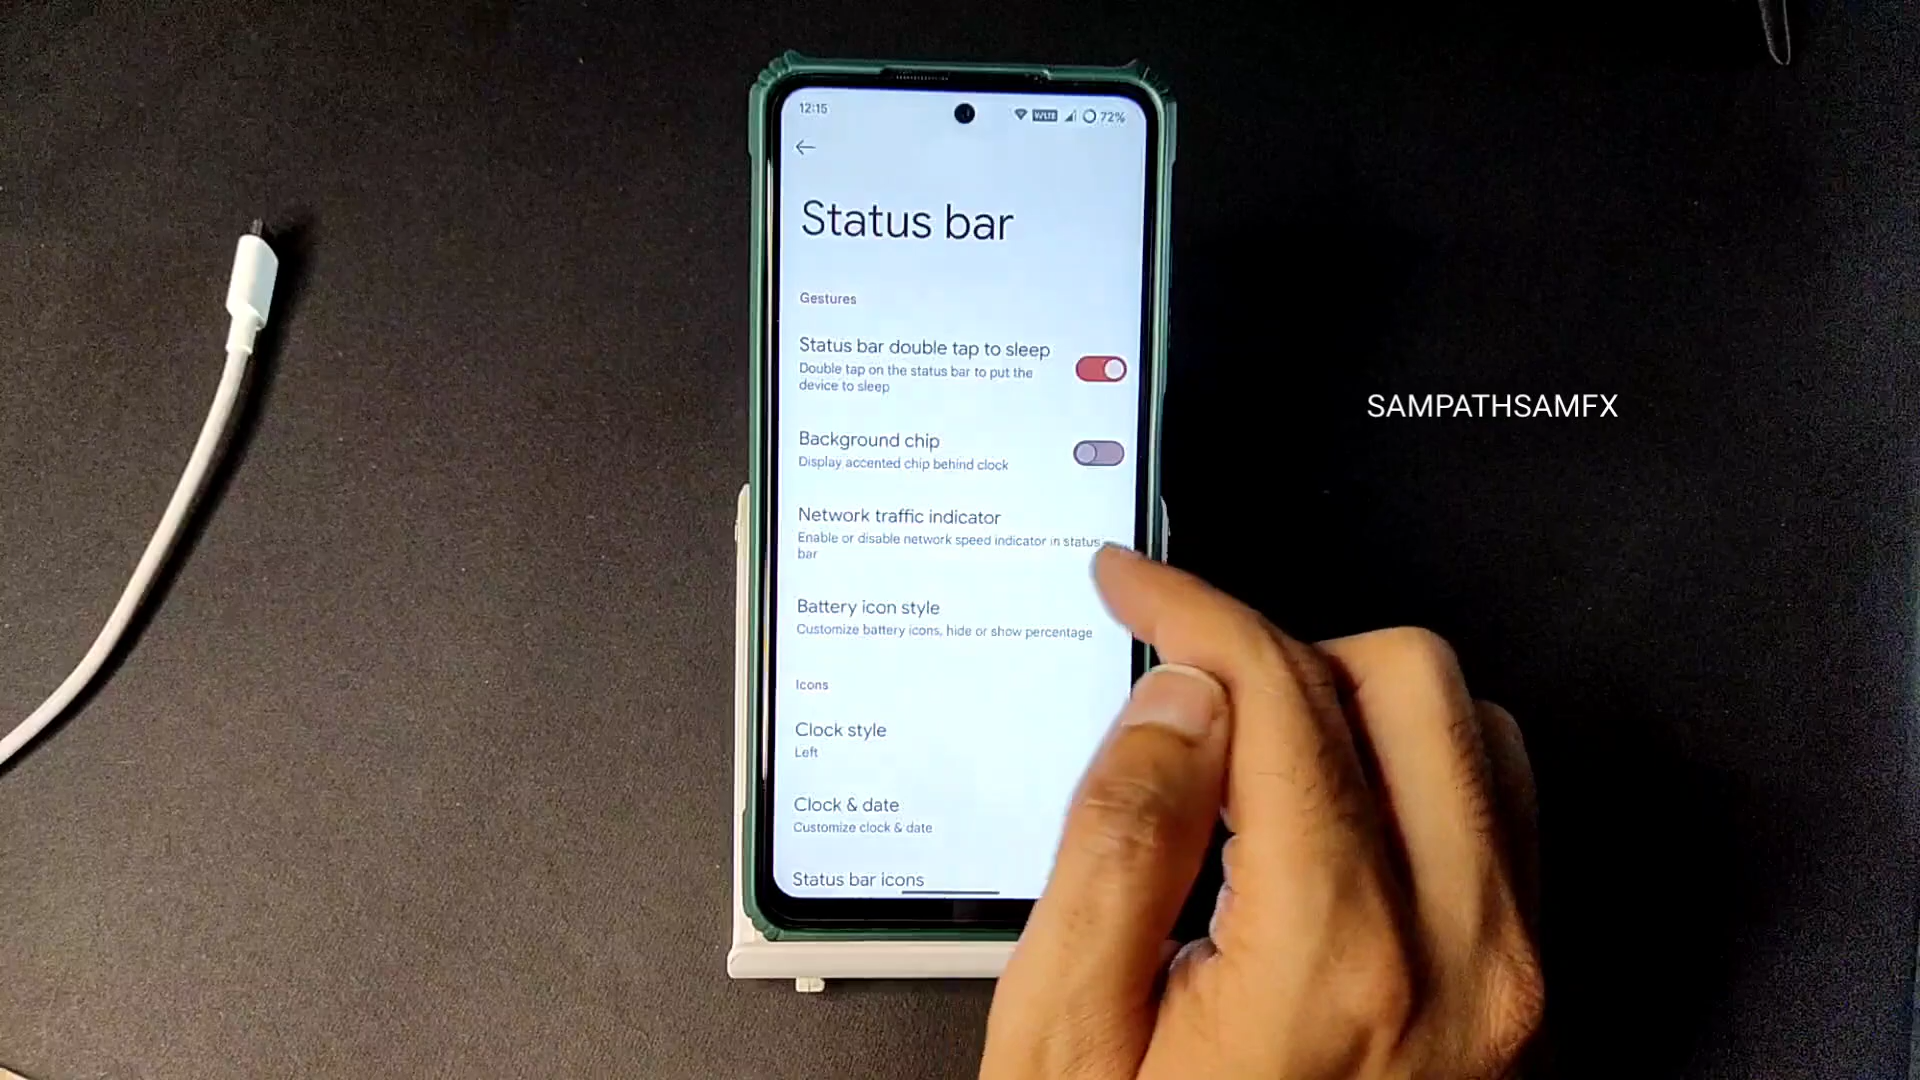 12:15
VoLTE
72%
Status bar
Gestures
Status bar double tap to sleep
Double tap on the status bar to put the
device to sleep
Background chip
Display accented chip behind clock
Network traffic indicator
Enable or disable network speed indicator in status
bar
Battery icon style
Customize battery icons, hide or show percentage
Icons
Clock style
Left
Clock & date
Customize clock & date
Status bar icons
SAMPATHSAMFX